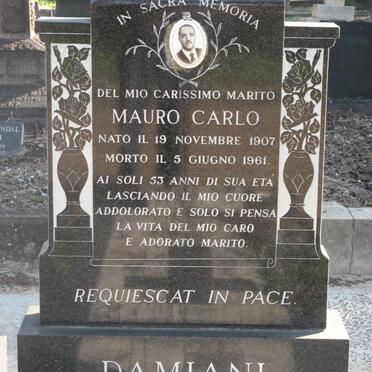 IN SACRA MEMORIA
DEL MIO CARISSIMO MARITO
MAURO CARLO
NATO IL 19 NOVEMBRE 1907
MORTO IL 5 GIUGNO 1961.
AI SOLI 53 ANNI DI SUA ETÀ
LASCIANDO IL MIO CUORE
ADDOLORATO E SOLO SI PENSA
LA VITA DEL MIO CARO
E ADORATO MARITO.
REQUIESCAT IN PACE.
DAMIANI